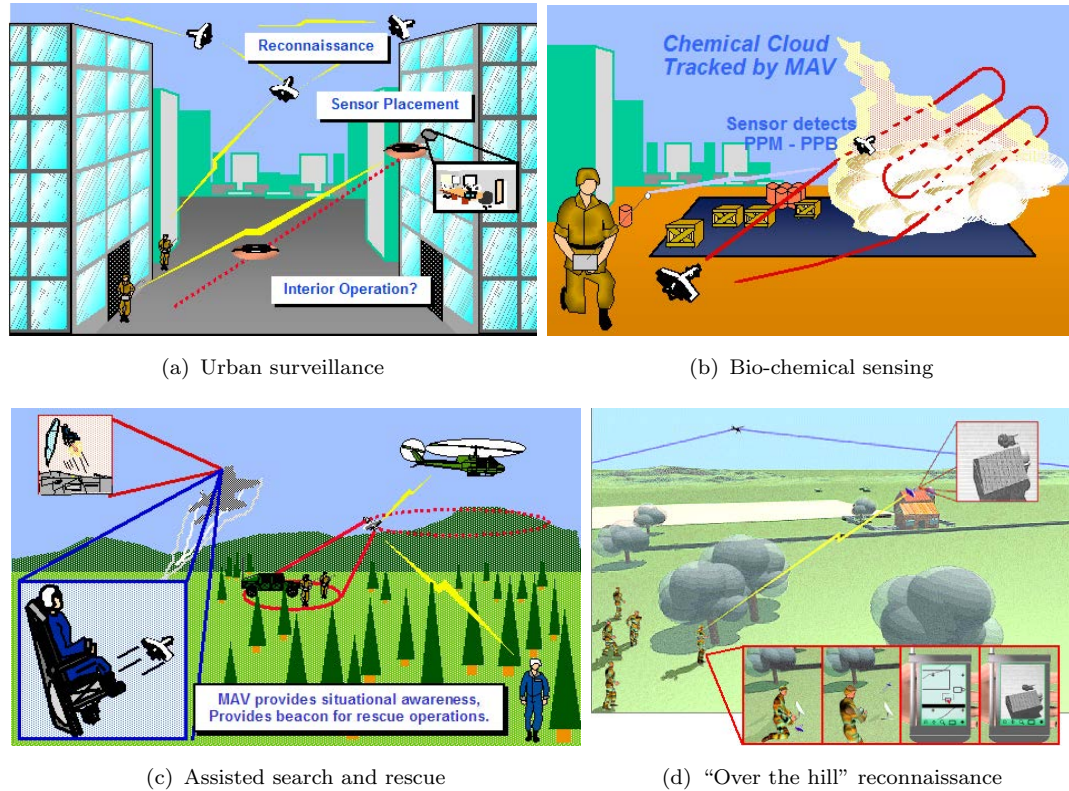 Reconnaissance
Sensor Placement
Interior Operation?
Chemical Cloud
Tracked by MAV
Sensor detects
PPM - PPB
(a) Urban surveillance
(b) Bio-chemical sensing
MAV provides situational awareness,
Provides beacon for rescue operations.
(c) Assisted search and rescue
(d) “Over the hill” reconnaissance